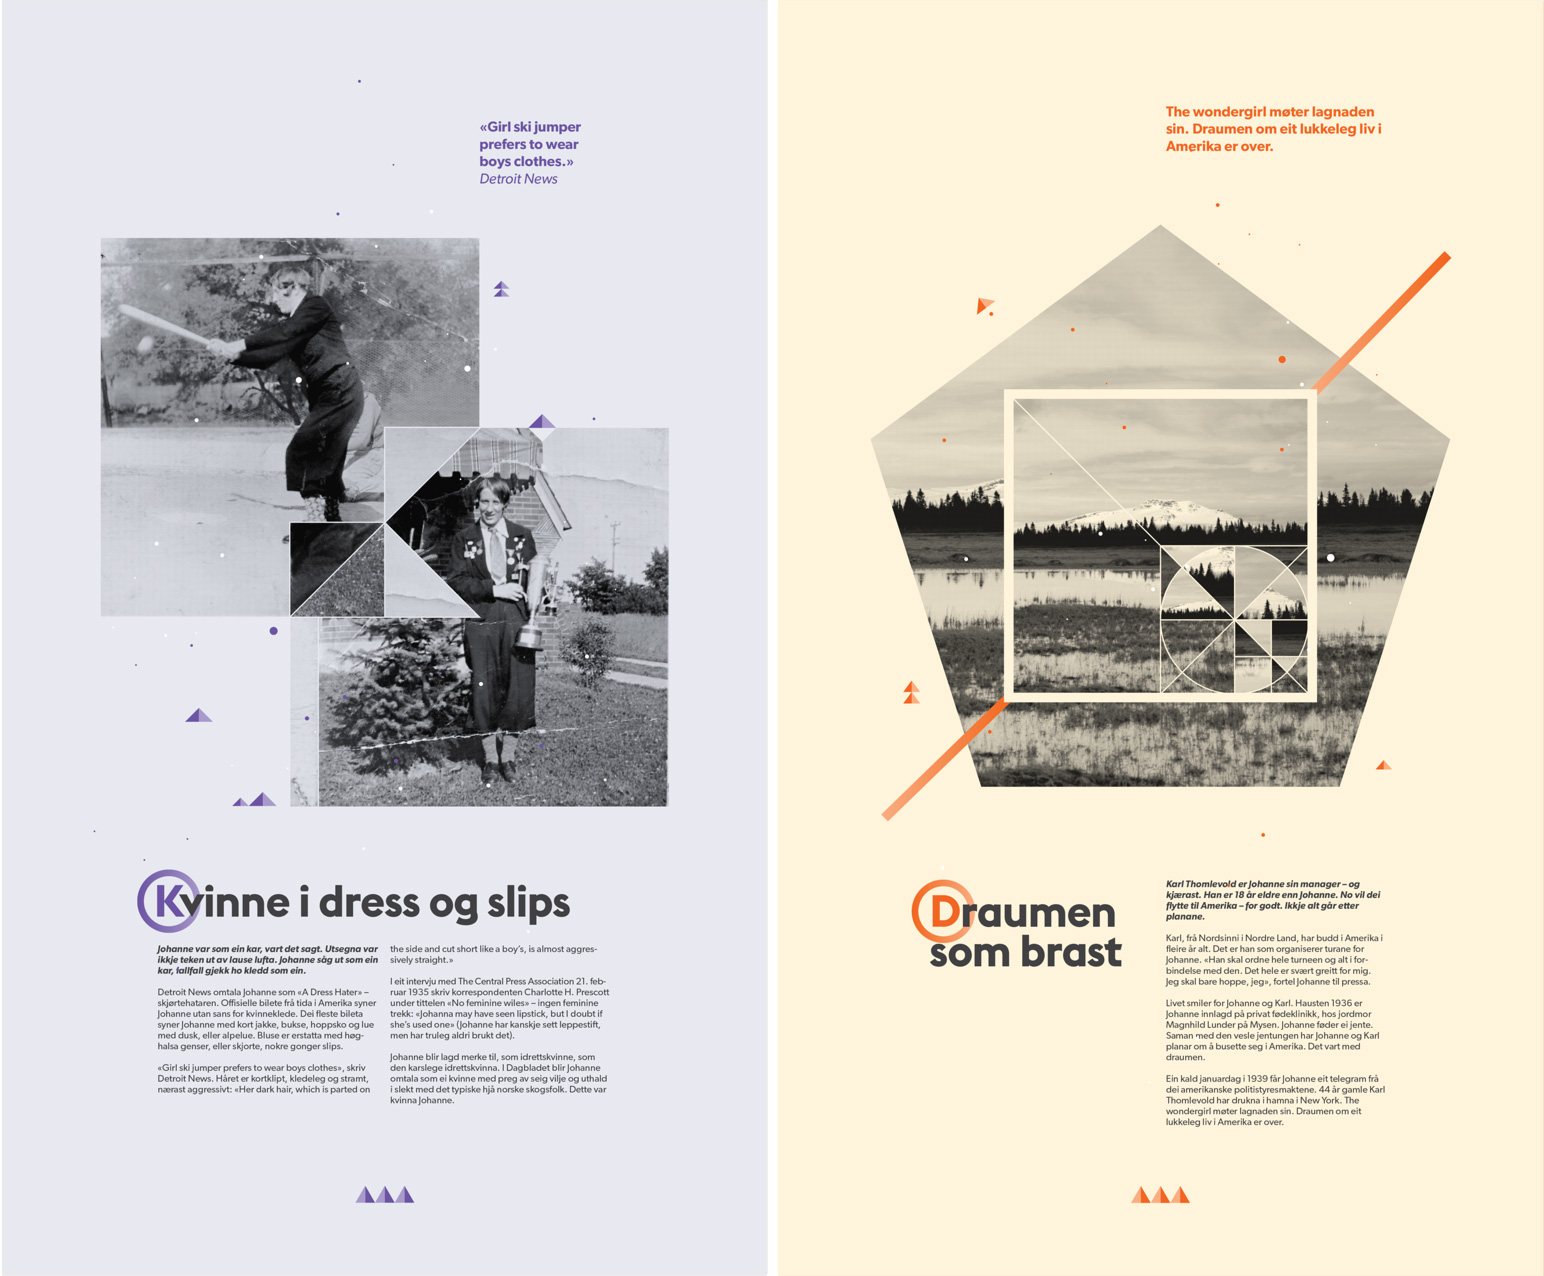 «Girl ski jumper
prefers to wear
boys clothes.»
Detroit News
Kvinne i dress og slips
Johanne var som ein kar, vart det sagt. Utsegna var
ikkje teken ut av lause lufta. Johanne såg ut som ein
kar, iallfall gjekk ho kledd som ein.
Detroit News omtala Johanne som «A Dress Hater» –
skjørtehataren. Offisielle bilete frå tida i Amerika syner
Johanne utan sans for kvinneklede. Dei fleste bileta
syner Johanne med kort jakke, bukse, hoppsko og lue
med dusk, eller alpelue. Bluse er erstatta med høg-
halsa genser, eller skjorte, nokre gonger slips.
«Girl ski jumper prefers to wear boys clothes», skriv
Detroit News. Håret er kortklipt, kledeleg og stramt,
nærast aggressivt: «Her dark hair, which is parted on
the side and cut short like a boy's, is almost aggres-
sively straight.»
I eit intervju med The Central Press Association 21. feb-
ruar 1935 skriv korrespondenten Charlotte H. Prescott
under tittelen «No feminine wiles» – ingen feminine
trekk: «Johanna may have seen lipstick, but I doubt if
she's used one» (Johanne har kanskje sett leppestift,
men har truleg aldri brukt det).
Johanne blir lagd merke til, som idrettskvinne, som
den karslege idrettskvinna. I Dagbladet blir Johanne
omtala som ei kvinne med preg av seig vilje og uthald
i slekt med det typiske hjå norske skogsfolk. Dette var
kvinna Johanne.
The wondergirl møter lagnaden
sin. Draumen om eit lukkeleg liv i
Amerika er over.
Draumen
som brast
Karl Thomlevold er Johanne sin manager – og
kjærast. Han er 18 år eldre enn Johanne. No vil dei
flytte til Amerika – for godt. Ikkje alt går etter
planane.
Karl, frå Nordsinni i Nordre Land, har budd i Amerika i
fleire år alt. Det er han som organiserer turane for
Johanne. «Han skal ordne hele turneen og alt i for-
bindelse med den. Det hele er svært greitt for mig.
Jeg skal bare hoppe, jeg», fortel Johanne til pressa.
Livet smiler for Johanne og Karl. Hausten 1936 er
Johanne innlagd på privat fødeklinikk, hos jordmor
Magnhild Lunder på Mysen. Johanne føder ei jente.
Saman med den vesle jentungen har Johanne og Karl
planar om å busette seg i Amerika. Det vart med
draumen.
Ein kald januardag i 1939 får Johanne eit telegram frå
dei amerikanske politistyresmaktene. 44 år gamle Karl
Thomlevold har drukna i hamna i New York. The
wondergirl møter lagnaden sin. Draumen om eit
lukkeleg liv i Amerika er over.